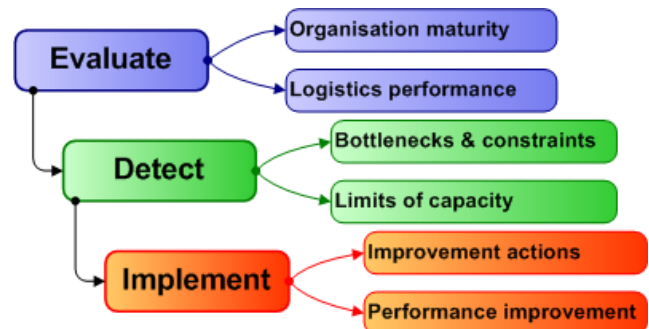 Evaluate
Organisation maturity
Logistics performance
Detect
Bottlenecks & constraints
Limits of capacity
Implement
Improvement actions
Performance improvement